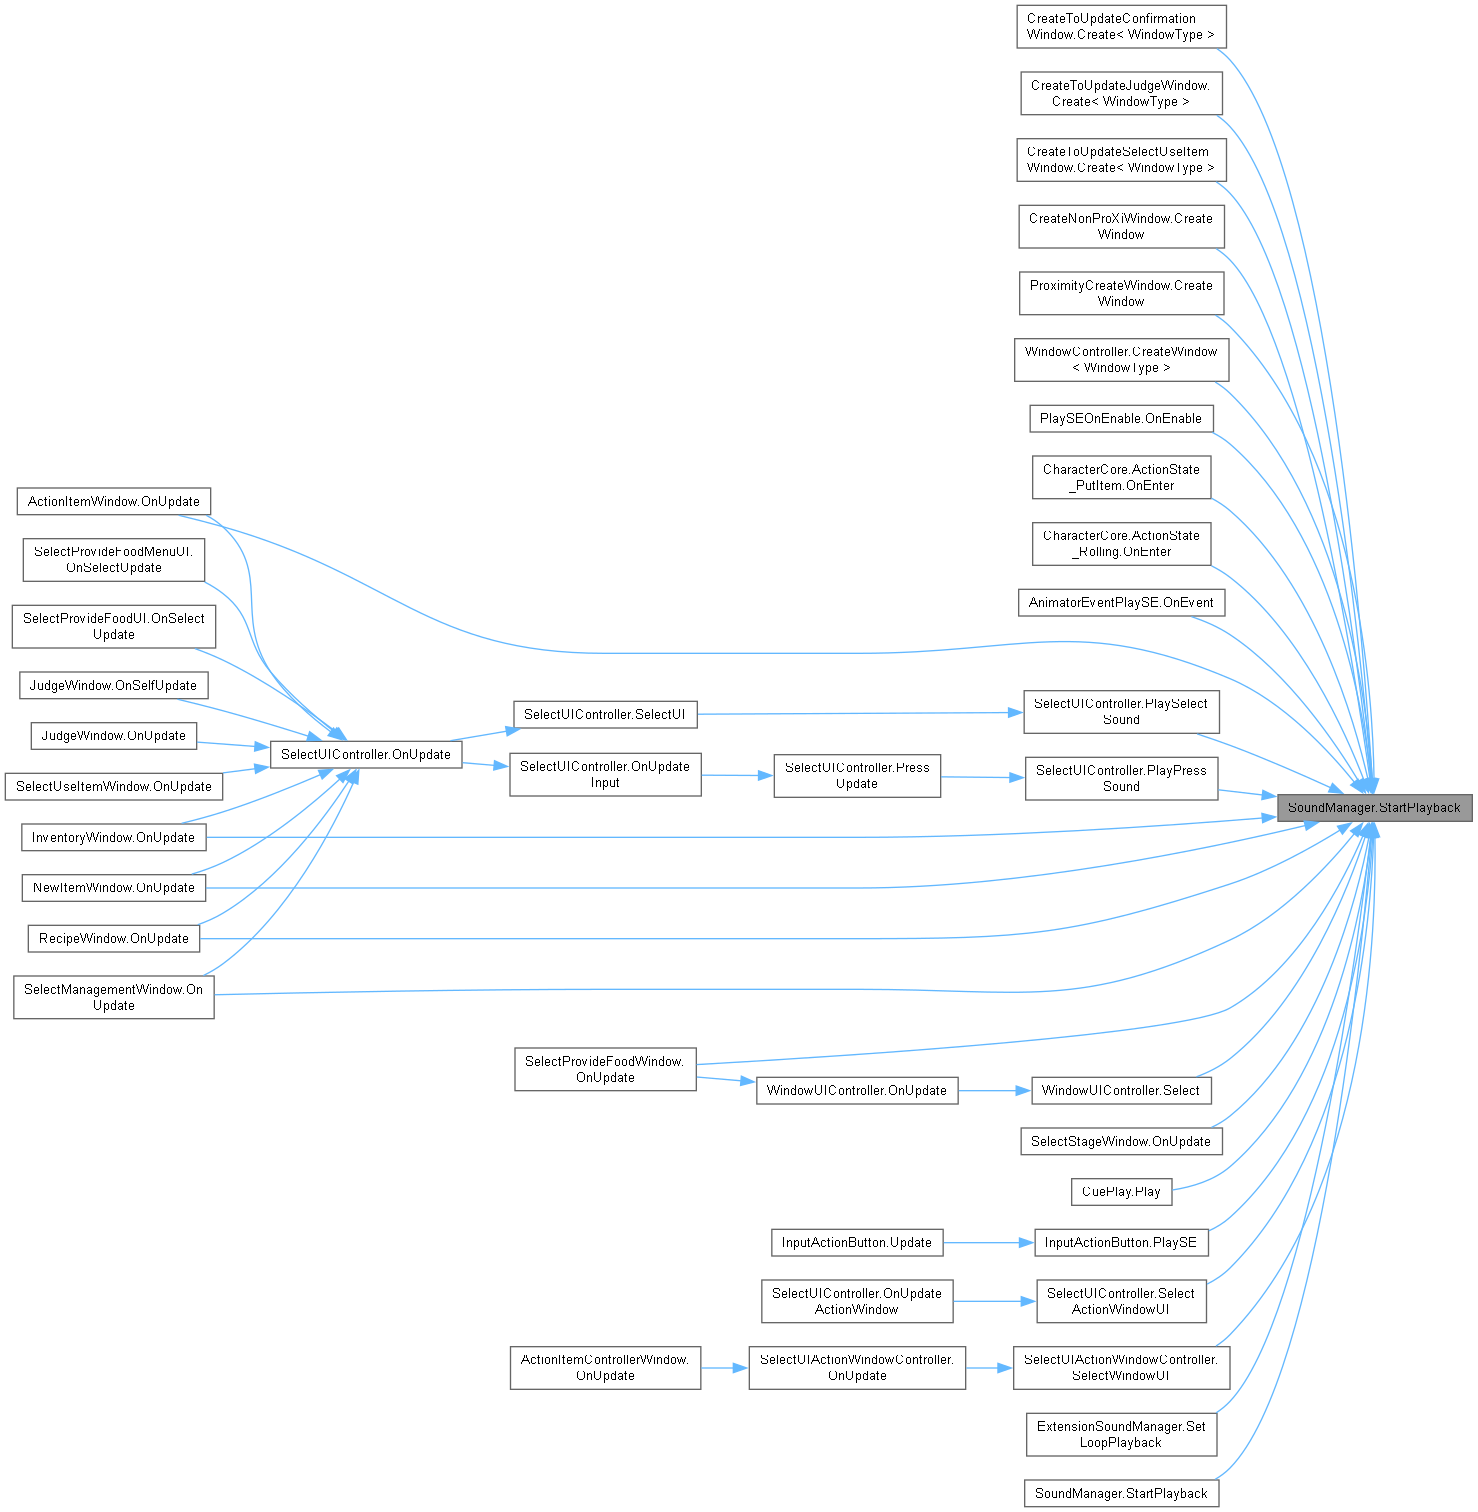 CreateToUpdateConfirmation
Window.Create< WindowType >
CreateToUpdateJudgeWindow.
Create< WindowType >
CreateToUpdateSelectUseItem
Window.Create< WindowType >
CreateNonProXiWindow.Create
Window
ProximityCreateWindow.Create
Window
WindowController.CreateWindow
< WindowType >
PlaySEOnEnable.OnEnable
CharacterCore.ActionState
_PutItem.OnEnter
CharacterCore.ActionState
_Rolling.OnEnter
AnimatorEventPlaySE.OnEvent
ActionItemWindow.OnUpdate
SelectProvideFoodMenuUI.
OnSelectUpdate
SelectProvideFoodUI.OnSelect
Update
JudgeWindow.OnSelfUpdate
JudgeWindow.OnUpdate
SelectUseItemWindow.OnUpdate
InventoryWindow.OnUpdate
NewItemWindow.OnUpdate
RecipeWindow.OnUpdate
SelectManagementWindow.On
Update
SelectUIController.OnUpdate
SelectUIController.SelectUI
SelectUIController.OnUpdate
Input
SelectUIController.Press
Update
SelectUIController.PlaySelect
Sound
SelectUIController.PlayPress
Sound
SoundManager.StartPlayback
SelectProvideFoodWindow.
OnUpdate
WindowUIController.OnUpdate
WindowUIController.Select
SelectStageWindow.OnUpdate
CuePlay.Play
InputActionButton.Update
InputActionButton.PlaySE
SelectUIController.OnUpdate
ActionWindow
SelectUIController.Select
ActionWindowUI
ActionItemControllerWindow.
OnUpdate
SelectUIActionWindowController.
OnUpdate
SelectUIActionWindowController.
SelectWindowUI
ExtensionSoundManager.Set
LoopPlayback
SoundManager.StartPlayback